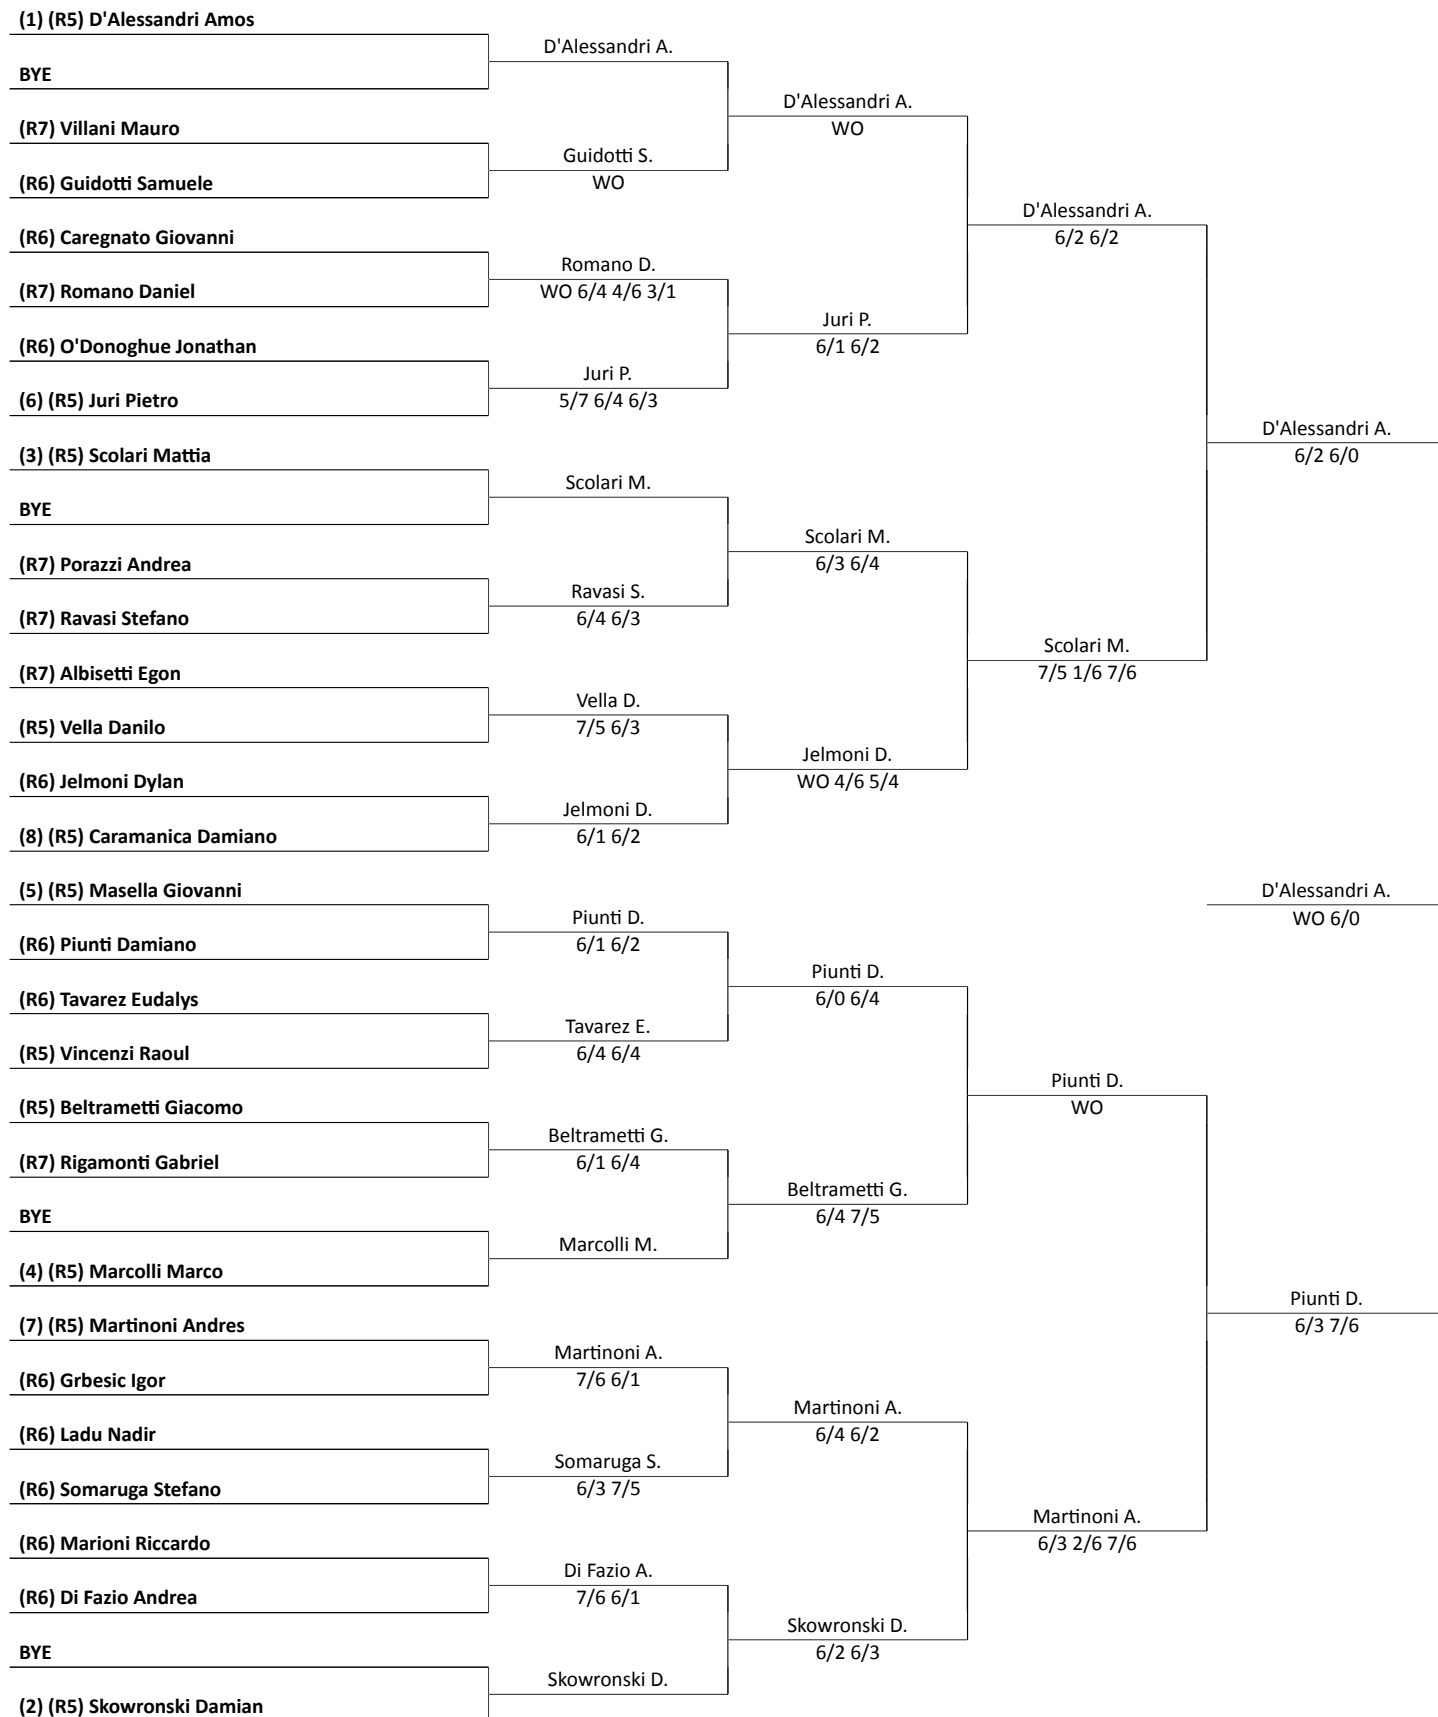 (1) (R5) D'Alessandri Amos
D'Alessandri A.
BYE
D'Alessandri A.
WO
(R7) Villani Mauro
Guidotti S.
WO
(R6) Guidotti Samuele
D'Alessandri A.
6/2 6/2
(R6) Caregnato Giovanni
Romano D.
WO 6/4 4/6 3/1
(R7) Romano Daniel
Juri P.
6/1 6/2
(R6) O'Donoghue Jonathan
Juri P.
5/7 6/4 6/3
(6) (R5) Juri Pietro
D'Alessandri A.
6/2 6/0
(3) (R5) Scolari Mattia
Scolari M.
BYE
Scolari M.
6/3 6/4
(R7) Porazzi Andrea
Ravasi S.
6/4 6/3
(R7) Ravasi Stefano
Scolari M.
7/5 1/6 7/6
(R7) Albisetti Egon
Vella D.
7/5 6/3
(R5) Vella Danilo
Jelmoni D.
WO 4/6 5/4
(R6) Jelmoni Dylan
Jelmoni D.
6/1 6/2
(8) (R5) Caramanica Damiano
(5) (R5) Masella Giovanni
D'Alessandri A.
WO 6/0
Piunti D.
6/1 6/2
(R6) Piunti Damiano
Piunti D.
6/0 6/4
(R6) Tavarez Eudalys
Tavarez E.
6/4 6/4
(R5) Vincenzi Raoul
Piunti D.
WO
(R5) Beltrametti Giacomo
Beltrametti G.
6/1 6/4
(R7) Rigamonti Gabriel
Beltrametti G.
6/4 7/5
BYE
Marcolli M.
(4) (R5) Marcolli Marco
Piunti D.
6/3 7/6
(7) (R5) Martinoni Andres
Martinoni A.
7/6 6/1
(R6) Grbesic Igor
Martinoni A.
6/4 6/2
(R6) Ladu Nadir
Somaruga S.
6/3 7/5
(R6) Somaruga Stefano
Martinoni A.
6/3 2/6 7/6
(R6) Marioni Riccardo
Di Fazio A.
7/6 6/1
(R6) Di Fazio Andrea
Skowronski D.
6/2 6/3
BYE
Skowronski D.
(2) (R5) Skowronski Damian